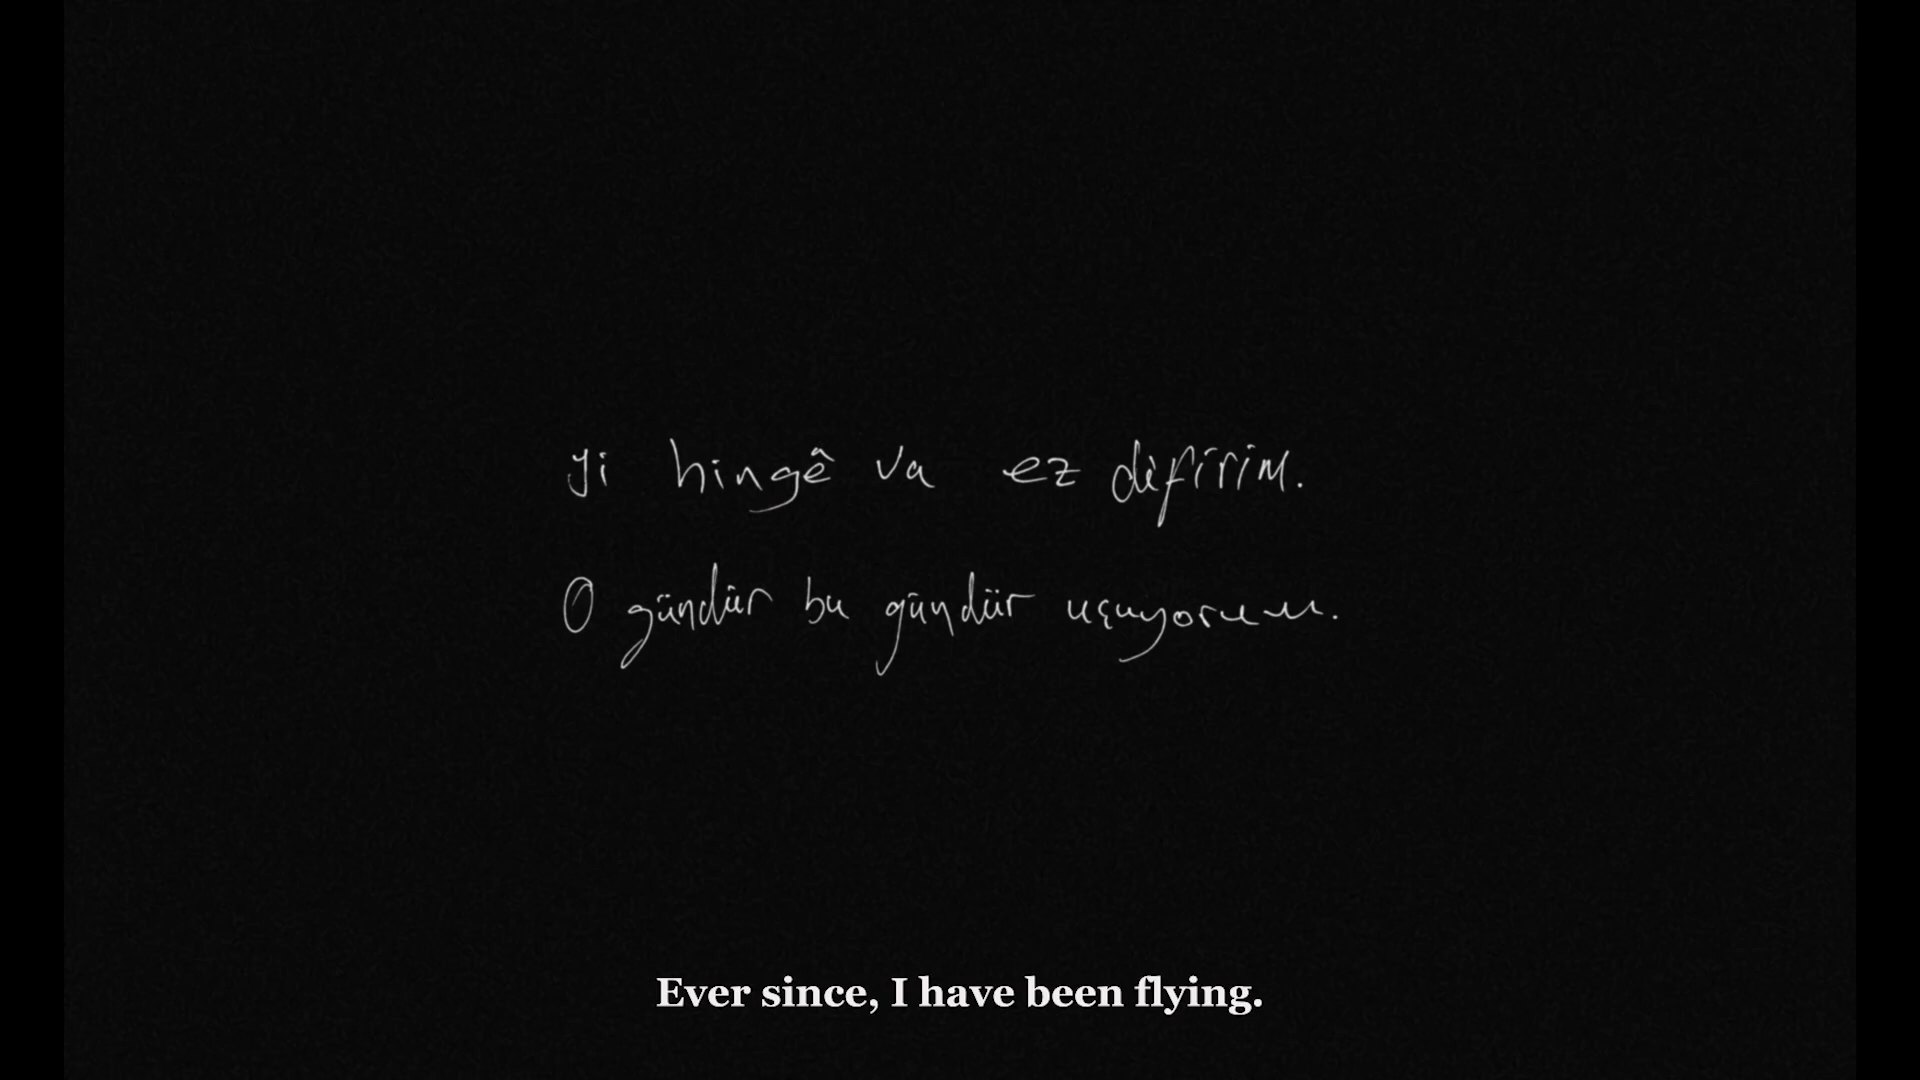 Ji hingê va ez difirim.
O gündür bu gündür uçuyorum.
Ever since, I have been flying.